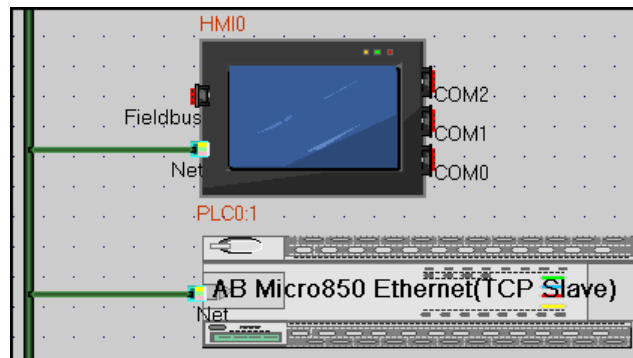 HMI0
COM2
Fieldbus
COM1
Net
COM0
PLC0:1
AB Micro850 Ethernet(TCP Slave)
Net